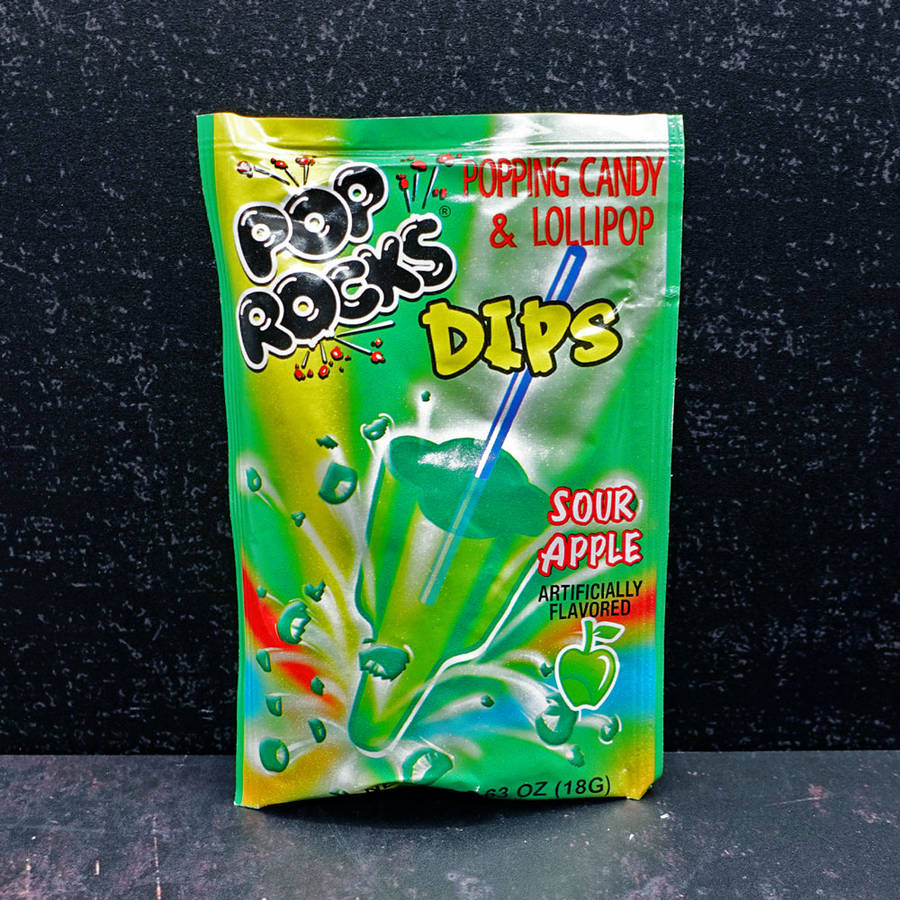 POP
ROCKS®
POPPING CANDY
& LOLLIPOP
DIPS
SOUR
APPLE
ARTIFICIALLY
FLAVORED
63 OZ (18G)